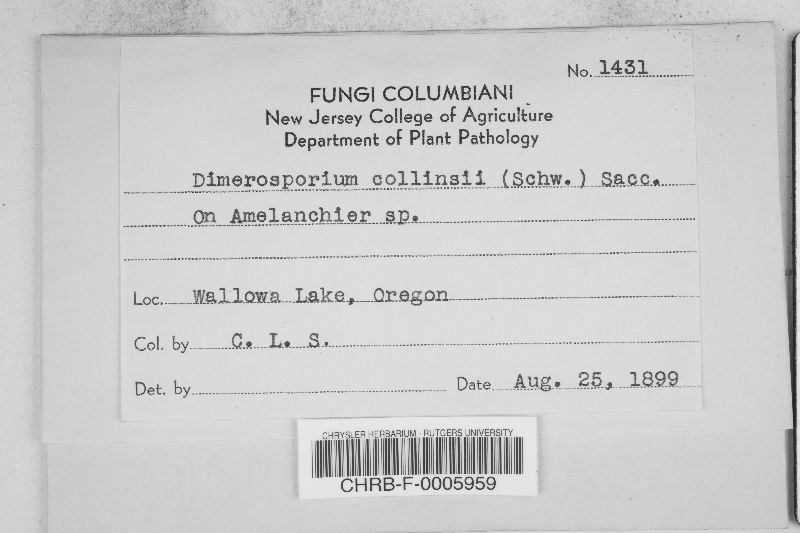 No. 1431
FUNGI COLUMBIANI
New Jersey College of Agriculture
Department of Plant Pathology
Dimerosporium collinsii (Schw.) Sacc.
On Amelanchier sp.
Loc. Wallowa Lake, Oregon
Col. by C. L. S.
Det. by Date Aug. 25, 1899
CHRYSLER HERBARIUM - RUTGERS UNIVERSITY
CHRB-F-0005959